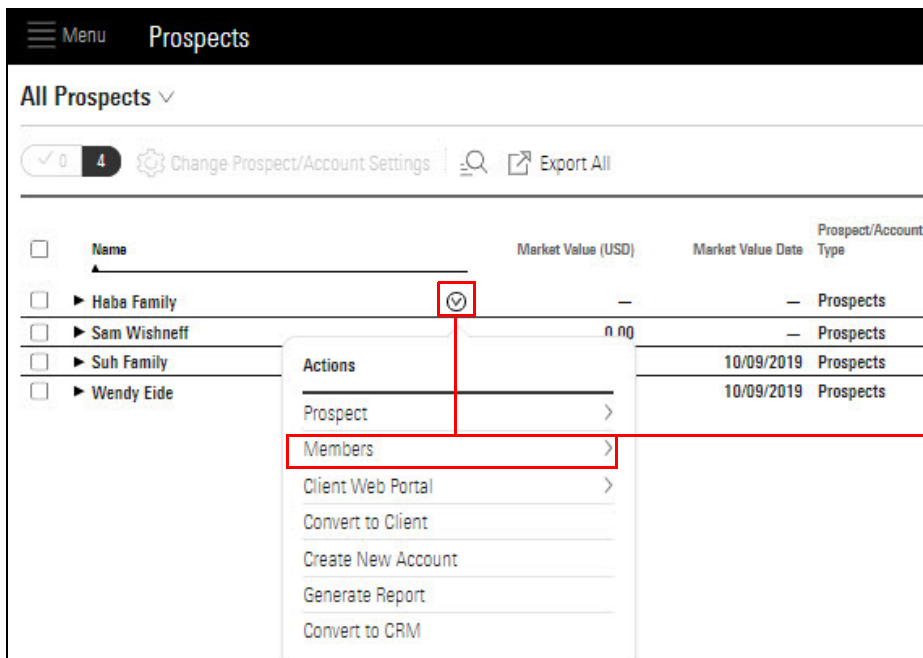 Menu Prospects
All Prospects
0 4 Change Prospect/Account Settings Export All
Name Market Value (USD) Market Value Date Prospect/Account Type
Haba Family — — Prospects
Sam Wishneff 0.00 — Prospects
Suh Family 10/09/2019 Prospects
Wendy Eide 10/09/2019 Prospects
Actions
Prospect
Members
Client Web Portal
Convert to Client
Create New Account
Generate Report
Convert to CRM